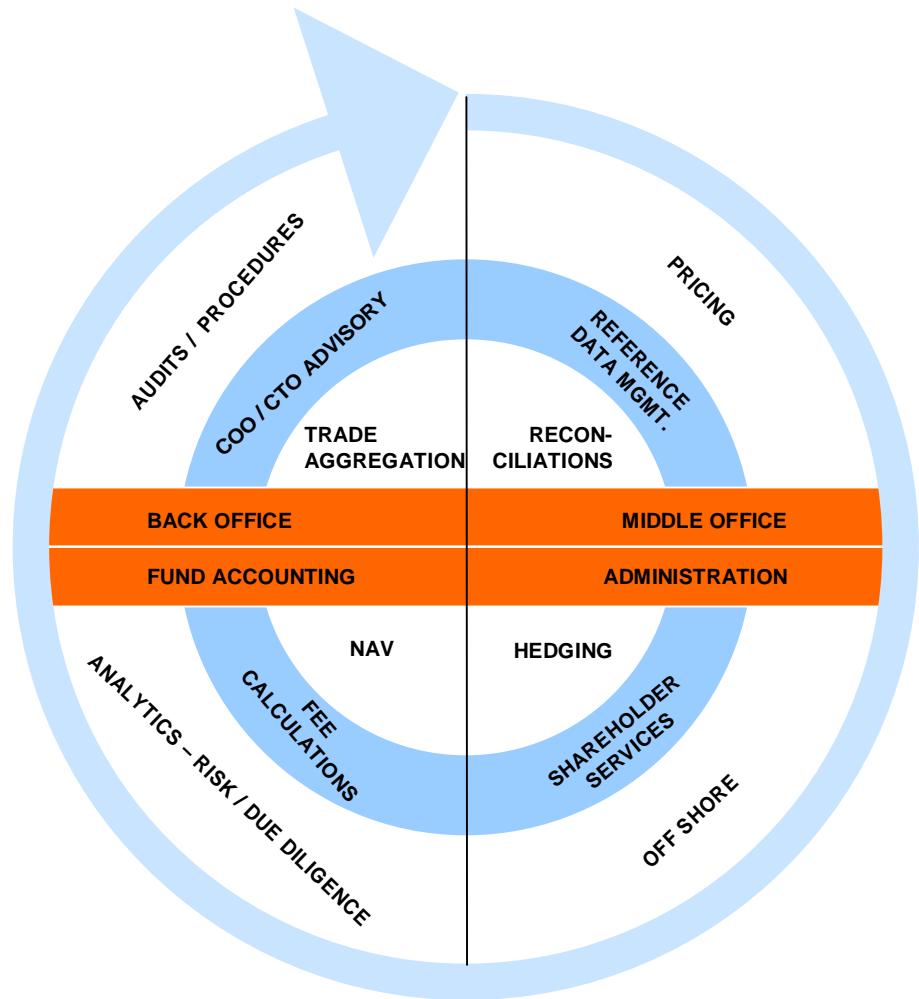 AUDITS / PROCEDURES
PRICING
COO / CTO ADVISORY
REFERENCE
DATA MGMT.
TRADE
AGGREGATION
RECON-
CILIATIONS
BACK OFFICE
MIDDLE OFFICE
FUND ACCOUNTING
ADMINISTRATION
NAV
HEDGING
FEE
CALCULATIONS
SHAREHOLDER
SERVICES
ANALYTICS – RISK / DUE DILIGENCE
OFF SHORE